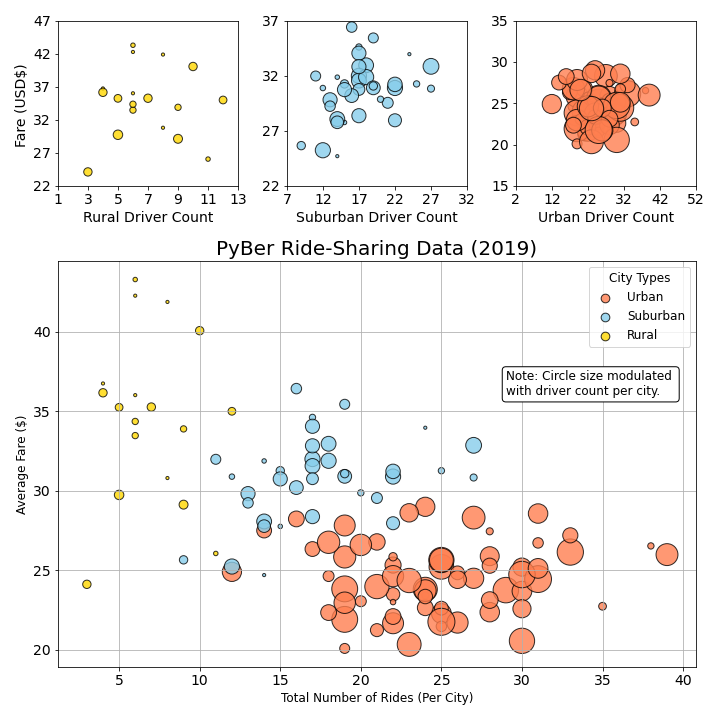 47
42
37
32
27
22
Fare (USD$)
1 3 5 7 9 11 13
Rural Driver Count
37
32
27
22
7 12 17 22 27 32
Suburban Driver Count
35
30
25
20
15
2 12 22 32 42 52
Urban Driver Count
PyBer Ride-Sharing Data (2019)
City Types
Urban
Suburban
Rural
Note: Circle size modulated
with driver count per city.
40
35
30
25
20
Average Fare ($)
5 10 15 20 25 30 35 40
Total Number of Rides (Per City)